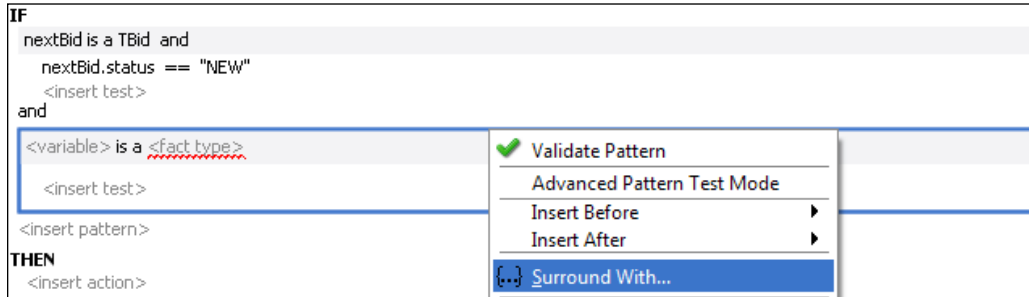 IF
nextBid is a TBid and
nextBid.status == "NEW"
<insert test>
and
<variable> is a <fact type>
<insert test>
<insert pattern>
THEN
<insert action>
Validate Pattern
Advanced Pattern Test Mode
Insert Before
Insert After
{...} Surround With...